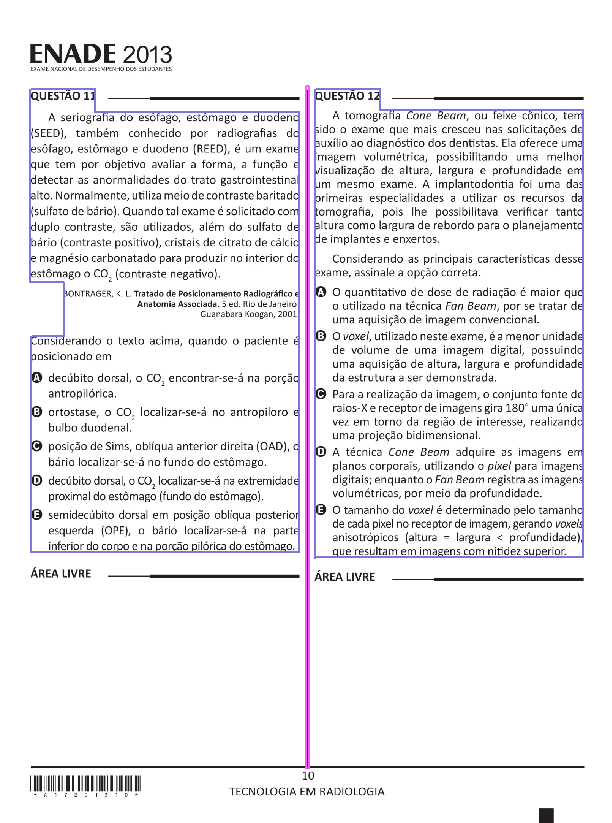 ENADE 2013
EXAME NACIONAL DE DESEMPENHO DOS ESTUDANTES
QUESTÃO 11
A seriografia do esôfago, estômago e duodeno
(SEED), também conhecido por radiografias do
esôfago, estômago e duodeno (REED), é um exame
que tem por objetivo avaliar a forma, a função e
detectar as anormalidades do trato gastrointestinal
alto. Normalmente, utiliza meio de contraste baritado
(sulfato de bário). Quando tal exame é solicitado com
duplo contraste, são utilizados, além do sulfato de
bário (contraste positivo), cristais de citrato de cálcio
e magnésio carbonatado para produzir no interior do
estômago o CO2 (contraste negativo).
BONTRAGER, K. L. Tratado de Posicionamento Radiográfico e
Anatomia Associada. 5 ed. Rio de Janeiro:
Guanabara Koogan, 2001.
Considerando o texto acima, quando o paciente é
posicionado em
A decúbito dorsal, o CO2 encontrar-se-á na porção
antropilórica.
B ortostase, o CO2 localizar-se-á no antropiloro e
bulbo duodenal.
C posição de Sims, oblíqua anterior direita (OAD), o
bário localizar-se-á no fundo do estômago.
D decúbito dorsal, o CO2 localizar-se-á na extremidade
proximal do estômago (fundo do estômago).
E semidecúbito dorsal em posição oblíqua posterior
esquerda (OPE), o bário localizar-se-á na parte
inferior do corpo e na porção pilórica do estômago.
ÁREA LIVRE
QUESTÃO 12
A tomografia Cone Beam, ou feixe cônico, tem
sido o exame que mais cresceu nas solicitações de
auxílio ao diagnóstico dos dentistas. Ela oferece uma
imagem volumétrica, possibilitando uma melhor
visualização de altura, largura e profundidade em
um mesmo exame. A implantodontia foi uma das
primeiras especialidades a utilizar os recursos da
tomografia, pois lhe possibilitava verificar tanto
altura como largura de rebordo para o planejamento
de implantes e enxertos.
Considerando as principais características desse
exame, assinale a opção correta.
A O quantitativo de dose de radiação é maior que
o utilizado na técnica Fan Beam, por se tratar de
uma aquisição de imagem convencional.
B O voxel, utilizado neste exame, é a menor unidade
de volume de uma imagem digital, possuindo
uma aquisição de altura, largura e profundidade
da estrutura a ser demonstrada.
C Para a realização da imagem, o conjunto fonte de
raios-X e receptor de imagens gira 180° uma única
vez em torno da região de interesse, realizando
uma projeção bidimensional.
D A técnica Cone Beam adquire as imagens em
planos corporais, utilizando o pixel para imagens
digitais; enquanto o Fan Beam registra as imagens
volumétricas, por meio da profundidade.
E O tamanho do voxel é determinado pelo tamanho
de cada pixel no receptor de imagem, gerando voxels
anisotrópicos (altura = largura < profundidade),
que resultam em imagens com nitidez superior.
ÁREA LIVRE
10
TECNOLOGIA EM RADIOLOGIA